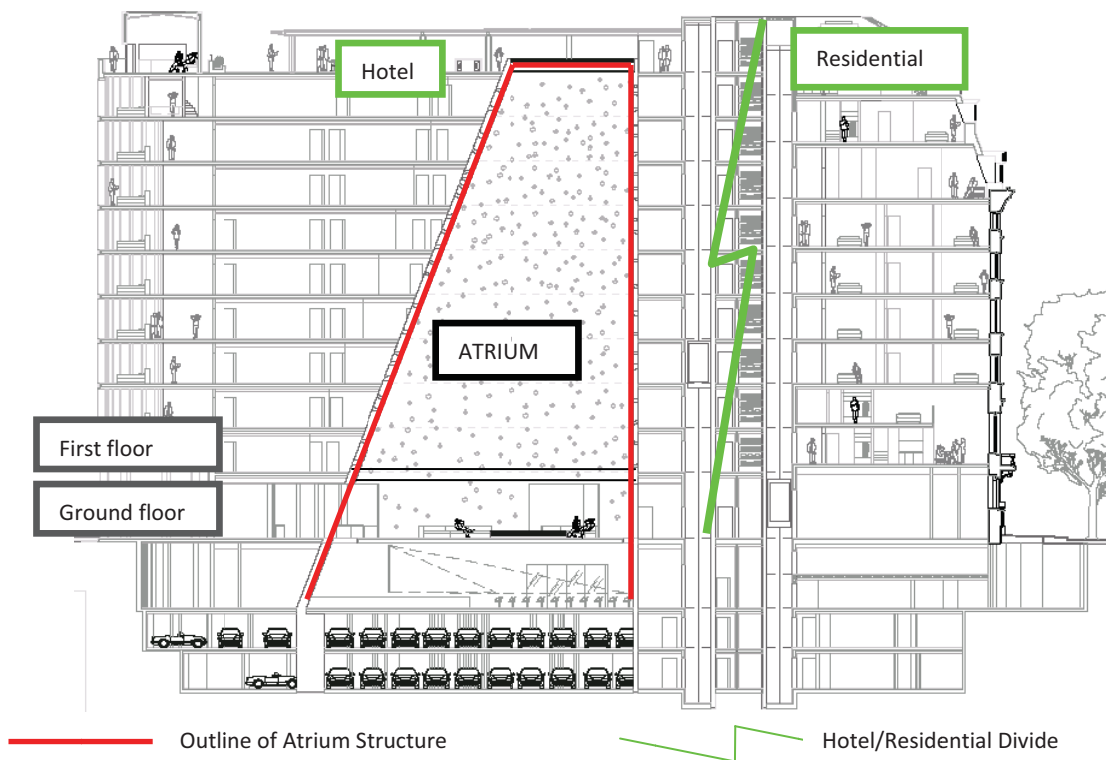 Hotel
Residential
ATRIUM
First floor
Ground floor
Outline of Atrium Structure
Hotel/Residential Divide